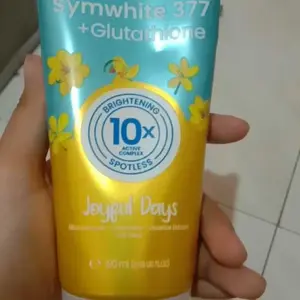 Symwhite 377
+Glutathione
BRIGHTENING
10x
ACTIVE
COMPLEX
SPOTLESS
Joyful Days